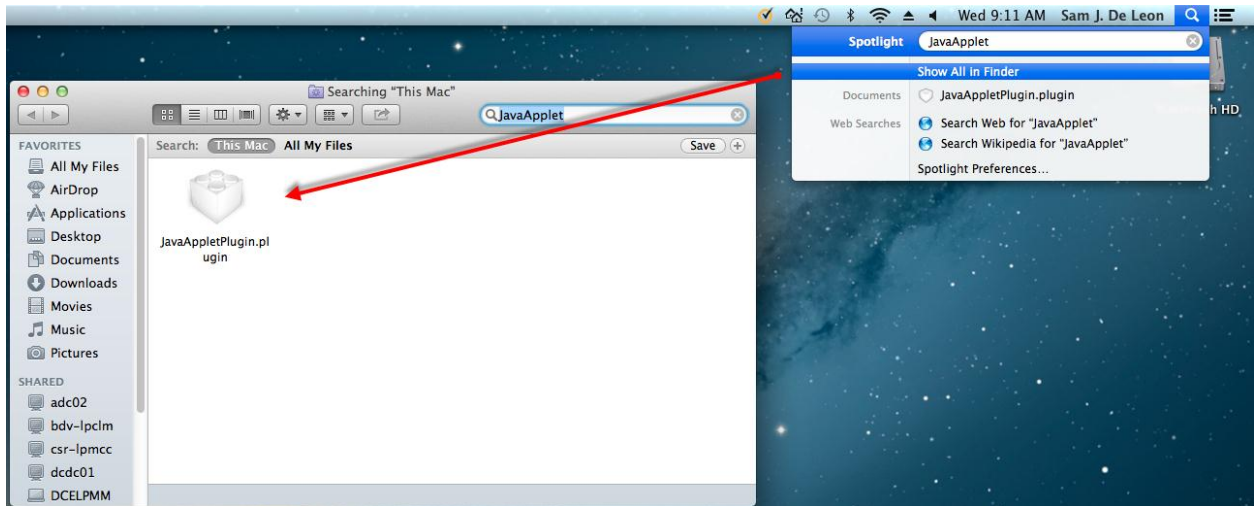 Wed 9:11 AM Sam J. De Leon
Spotlight JavaApplet
Show All in Finder
Documents JavaAppletPlugin.plugin
Web Searches Search Web for “JavaApplet”
Search Wikipedia for “JavaApplet”
Spotlight Preferences...
h HD
Searching “This Mac”
JavaApplet
FAVORITES
All My Files
AirDrop
Applications
Desktop
Documents
Downloads
Movies
Music
Pictures
SHARED
adc02
bdv-lpclm
csr-lpmcc
dcdc01
DCELPMM
Search: This Mac All My Files Save
JavaAppletPlugin.pl
ugin